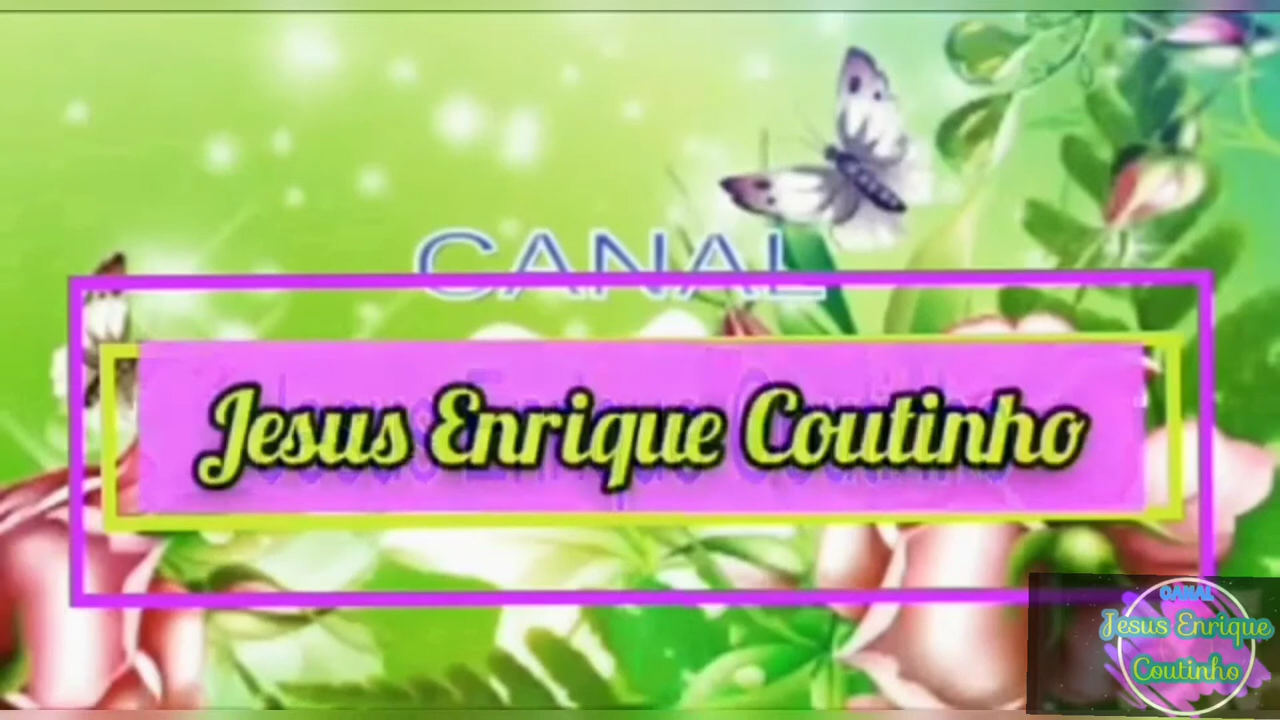 CANAL
Jesus Enrique Coutinho
CANAL
Jesus Enrique
Coutinho